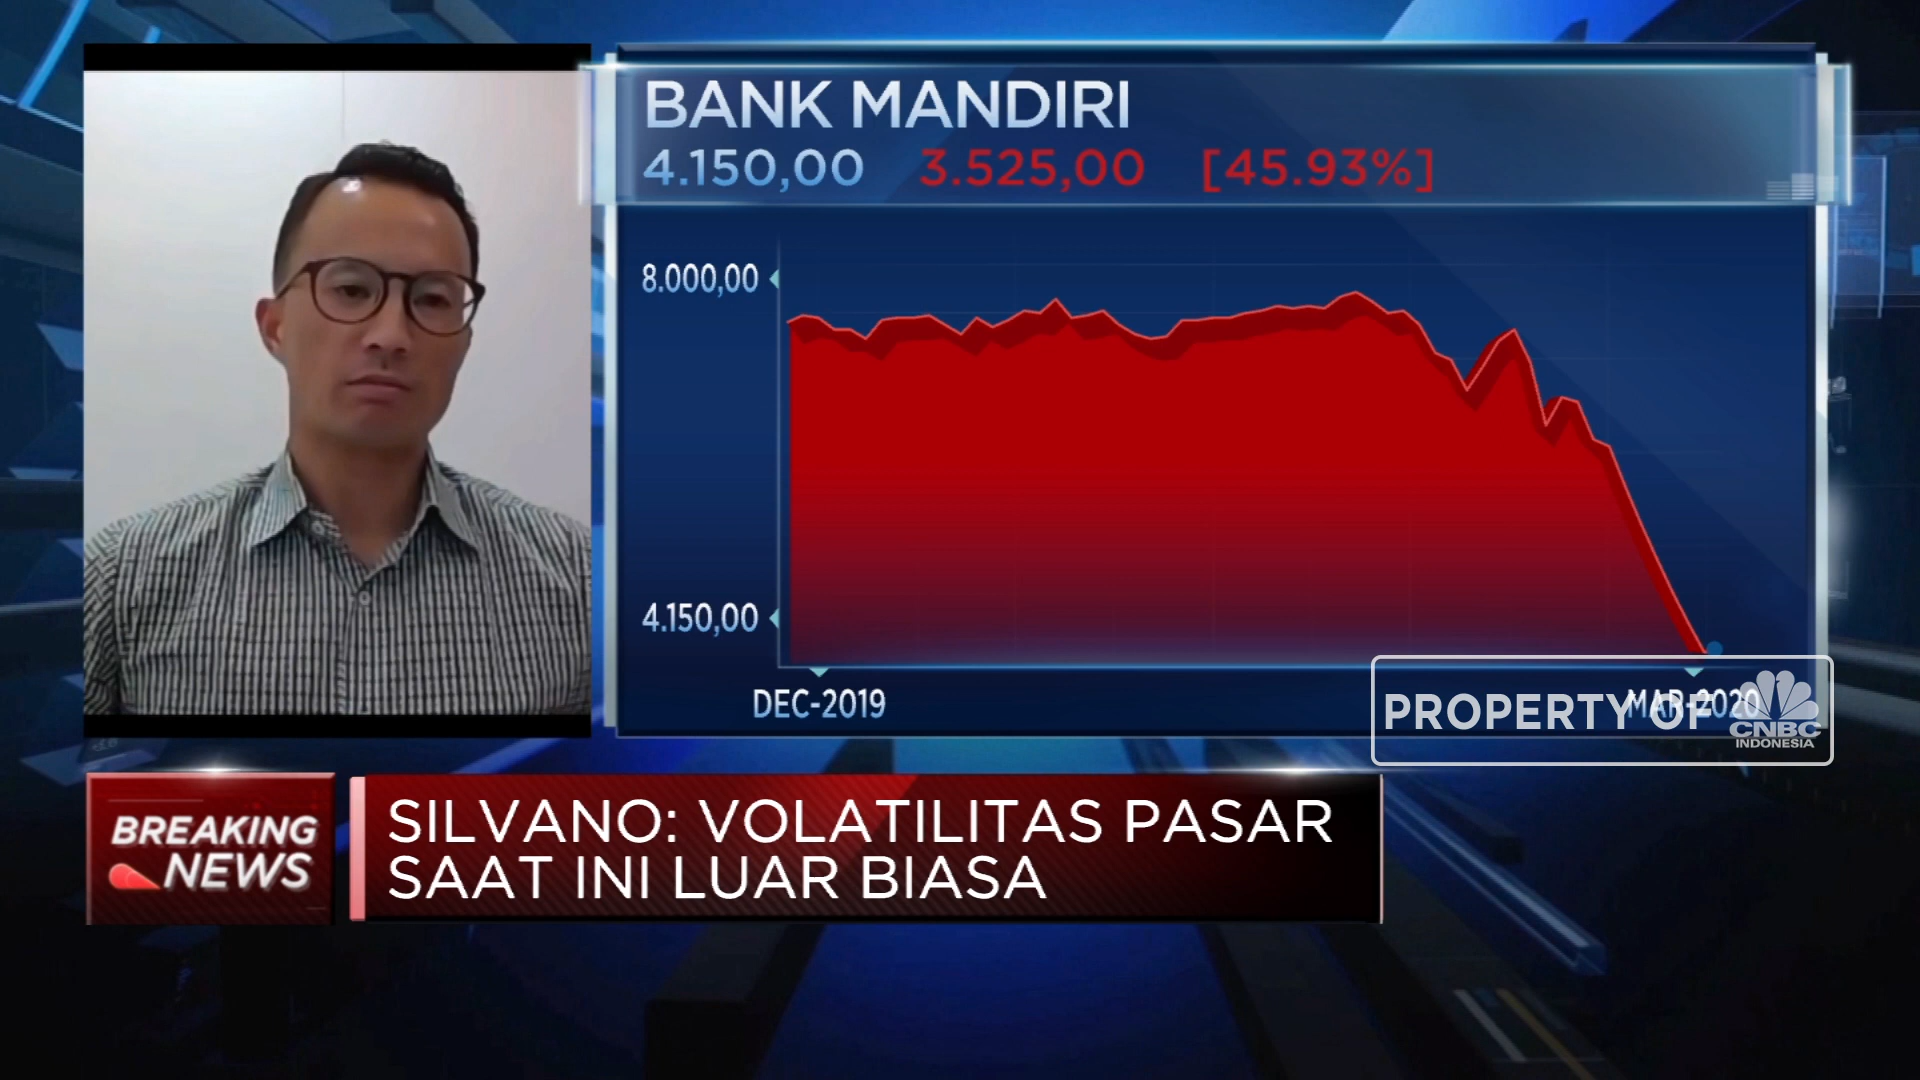 BANK MANDIRI
4.150,00 3.525,00 [45.93%]
8.000,00
4.150,00
DEC-2019
MAR-2020
PROPERTY OF
CNBC
INDONESIA
BREAKING
NEWS
SILVANO: VOLATILITAS PASAR
SAAT INI LUAR BIASA